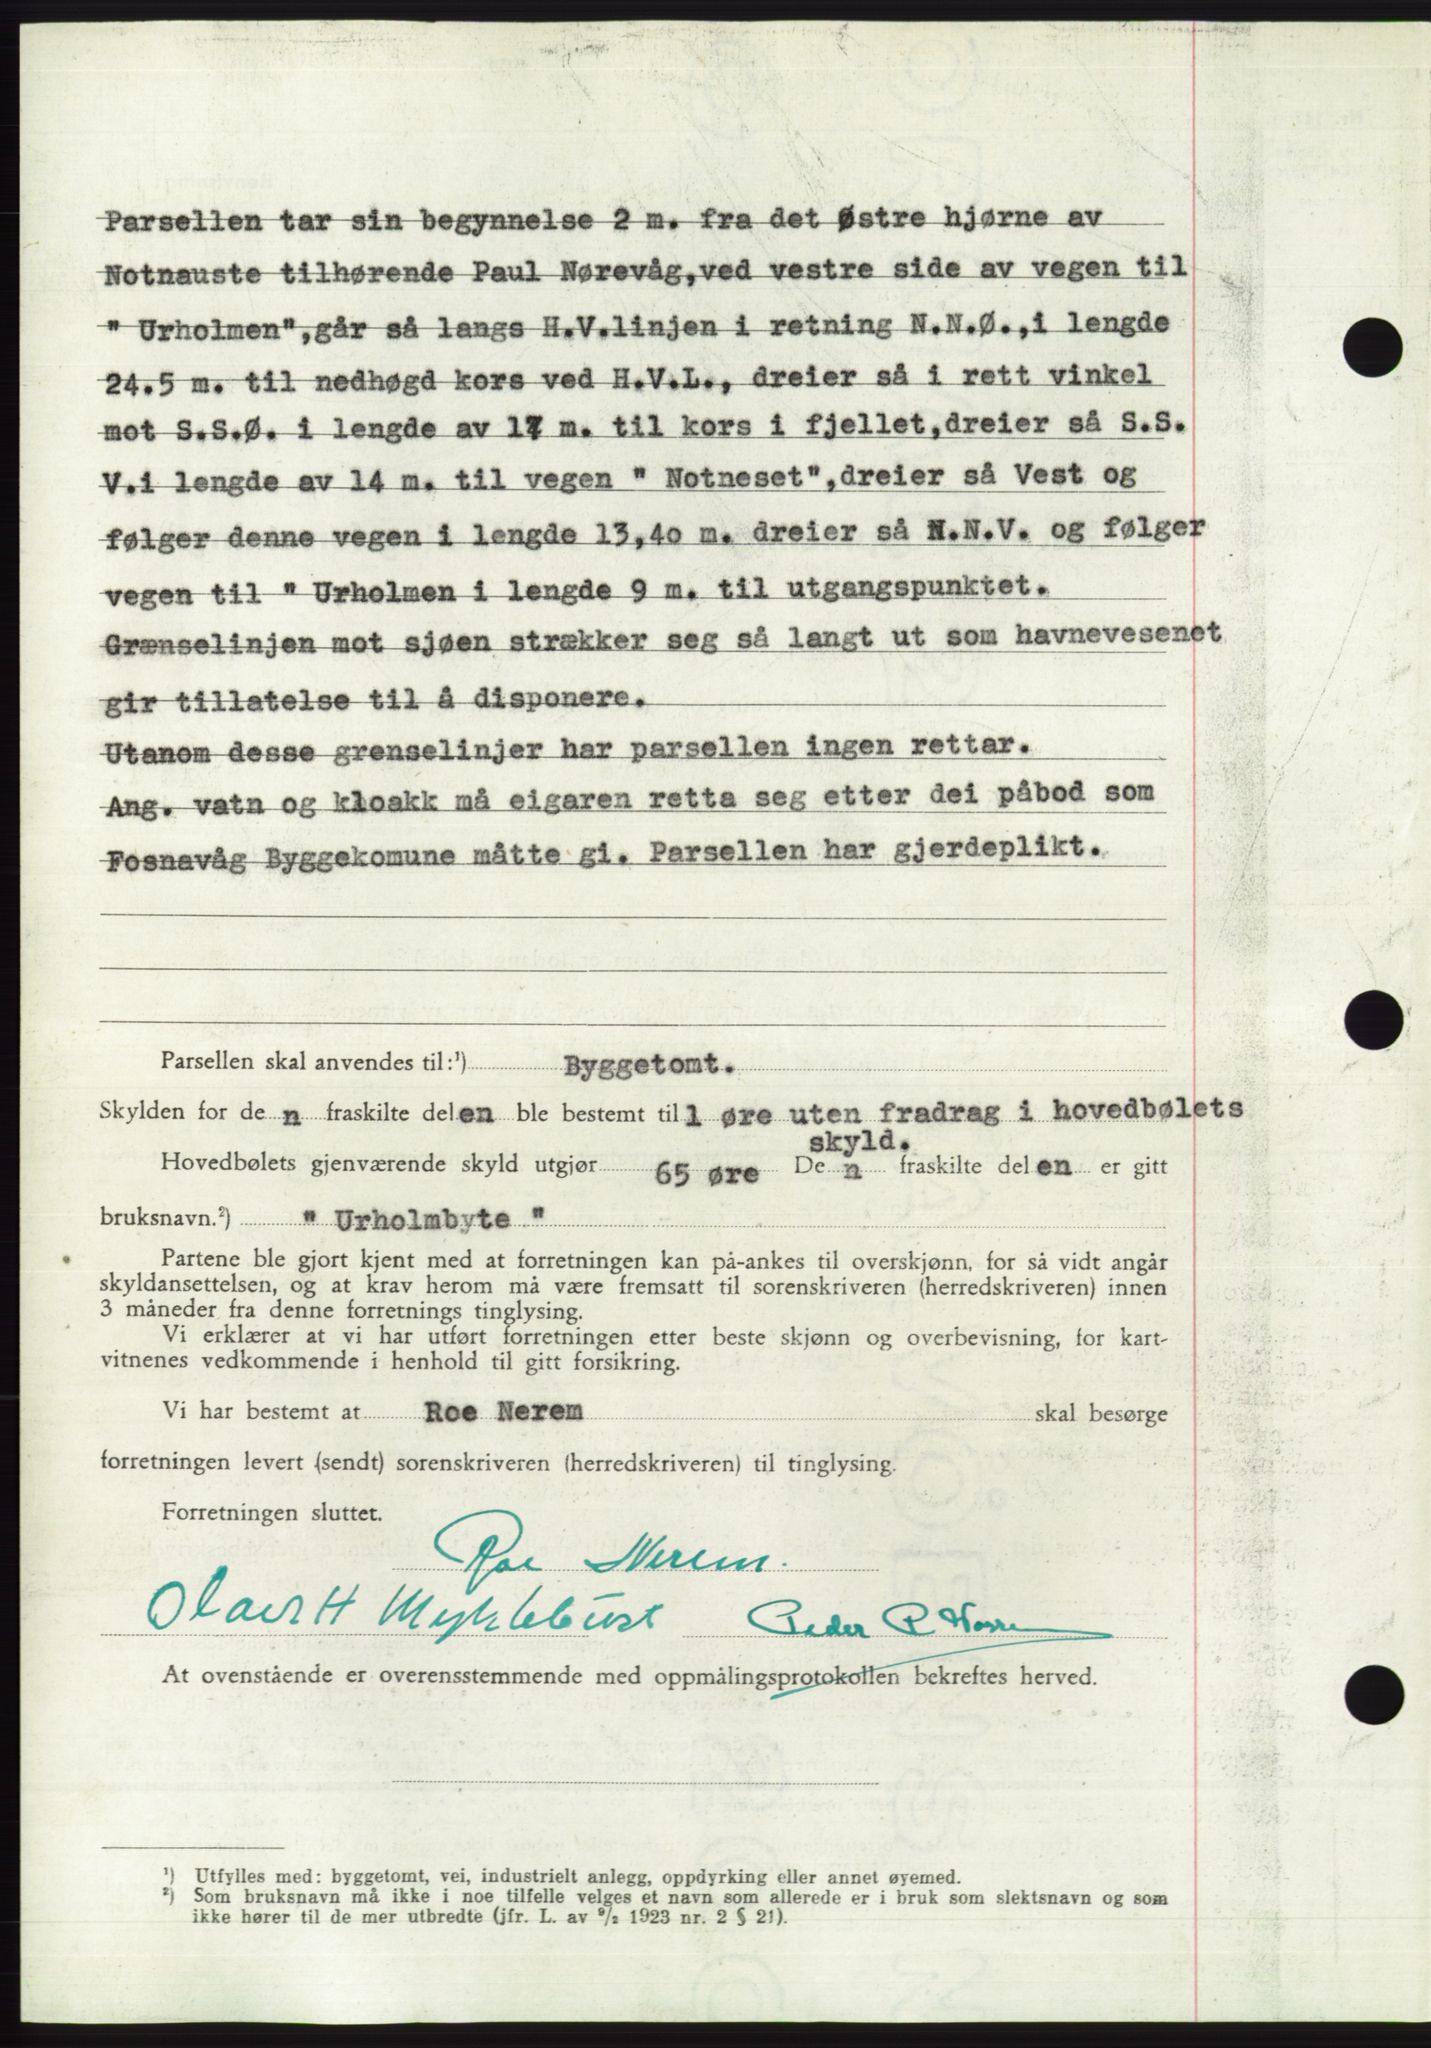 Parsellen tar sin begynnelse 2 m. fra det Østre hjørne av
Notnauste tilhørende Paul Nørevåg,ved vestre side av vegen til
" Urholmen",går så langs H.V.linjen i retning N.N.Ø.,i lengde
24.5 m. til nedhøgd kors ved H.V.L., dreier så i rett vinkel
mot S.S.Ø. i lengde av 17 m. til kors i fjellet,dreier så S.S.
V.i lengde av 14 m. til vegen " Notneset",dreier så Vest og
følger denne vegen i lengde 13,40 m. dreier så N.N.V. og følger
vegen til " Urholmen i lengde 9 m. til utgangspunktet.
Grænselinjen mot sjøen strækker seg så langt ut som havnevesenet
gir tillatelse til å disponere.
Utanom desse grenselinjer har parsellen ingen rettar.
Ang. vatn og kloakk må eigaren retta seg etter dei påbod som
Fosnavåg Byggekomune måtte gi. Parsellen har gjerdeplikt.
Parsellen skal anvendes til:¹) Byggetomt.
Skylden for de n fraskilte del en ble bestemt til 1 øre uten fradrag i hovedbølets
skyld.
Hovedbølets gjenværende skyld utgjør 65 øre De n fraskilte del en er gitt
bruksnavn.²) " Urholmbyte "
Partene ble gjort kjent med at forretningen kan på-ankes til overskjønn, for så vidt angår
skyldansettelsen, og at krav herom må være fremsatt til sorenskriveren (herredskriveren) innen
3 måneder fra denne forretnings tinglysing.
Vi erklærer at vi har utført forretningen etter beste skjønn og overbevisning, for kart-
vitnenes vedkommende i henhold til gitt forsikring.
Vi har bestemt at Roe Nerem skal besørge
forretningen levert (sendt) sorenskriveren (herredskriveren) til tinglysing.
Forretningen sluttet.
Roe Nerem.
Olav H Myklebust Peder P
At ovenstående er overensstemmende med oppmålingsprotokollen bekreftes herved.
¹) Utfylles med: byggetomt, vei, industrielt anlegg, oppdyrking eller annet øyemed.
²) Som bruksnavn må ikke i noe tilfelle velges et navn som allerede er i bruk som slektsnavn og som
ikke hører til de mer utbredte (jfr. L. av ⁹/₂ 1923 nr. 2 § 21).